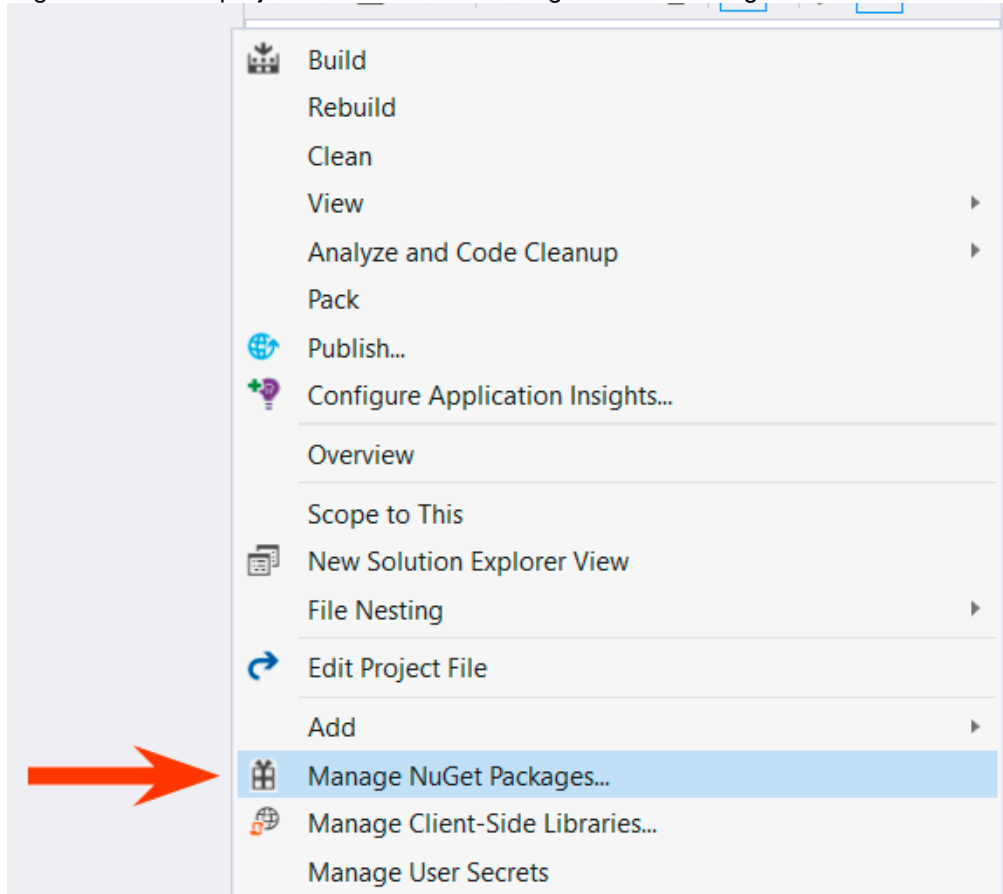 Build
Rebuild
Clean
View
Analyze and Code Cleanup
Pack
Publish...
Configure Application Insights...
Overview
Scope to This
New Solution Explorer View
File Nesting
Edit Project File
Add
Manage NuGet Packages...
Manage Client-Side Libraries...
Manage User Secrets